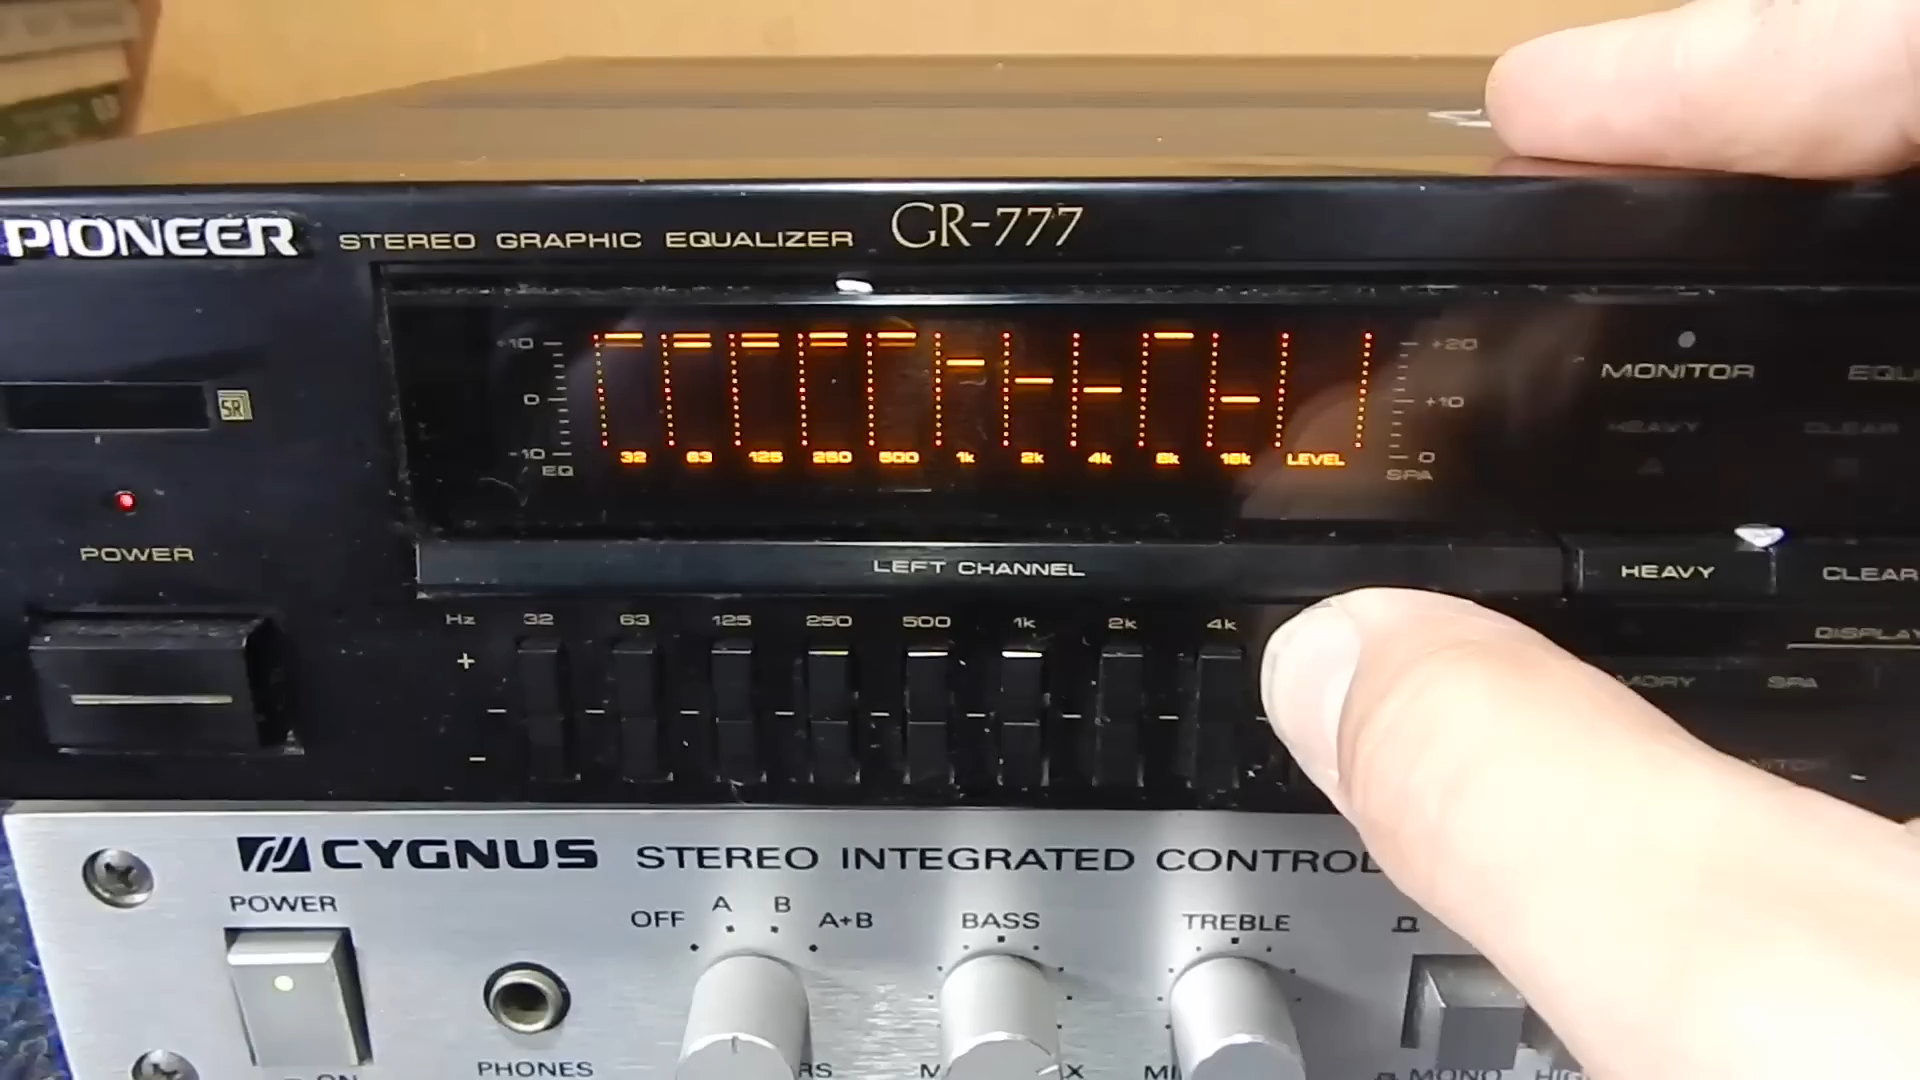 PIONEER STEREO GRAPHIC EQUALIZER GR-777
SR
+10 +20
0 +10
-10 0
EQ SPA
32 63 125 250 500 1k 2k 4k 8k 16k LEVEL
MONITOR EQU
HEAVY CLEAR
POWER
LEFT CHANNEL
HEAVY CLEAR
Hz 32 63 125 250 500 1k 2k 4k
DISPLAY
+
SPA
-
CYGNUS STEREO INTEGRATED CONTROL
POWER
OFF A B A+B BASS TREBLE
PHONES
ON
MONO